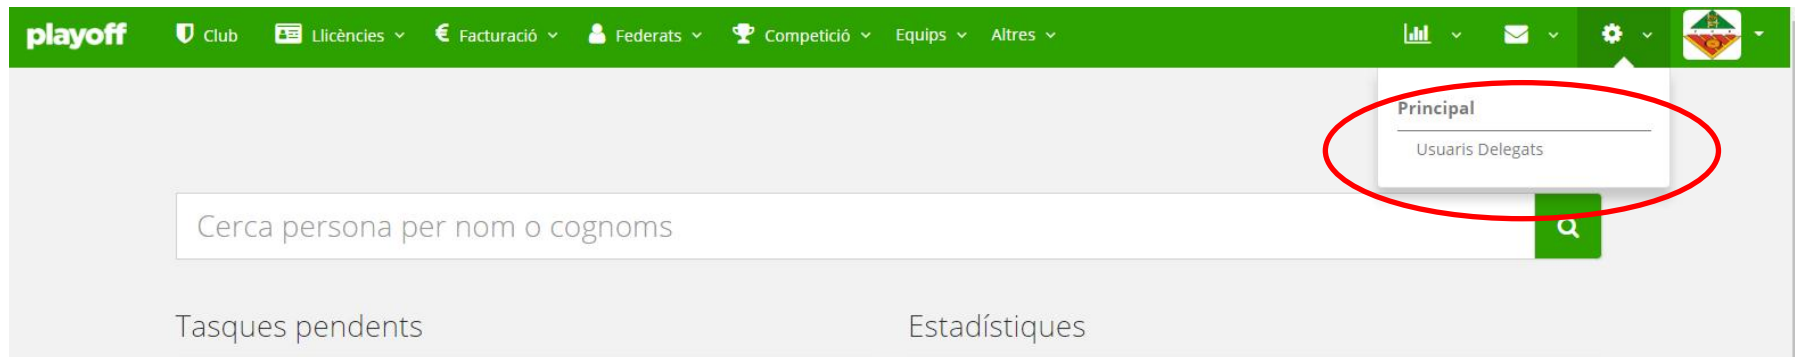 playoff Club Llicències € Facturació Federats Competició Equips Altres
Principal
Usuaris Delegats
Cerca persona per nom o cognoms
Tasques pendents Estadístiques